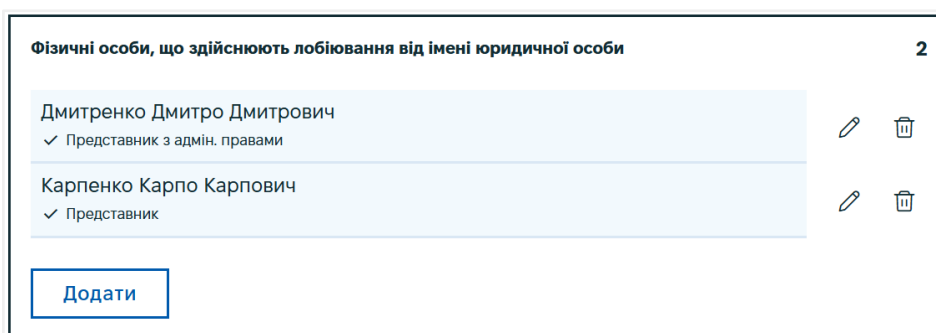 Фізичні особи, що здійснюють лобіювання від імені юридичної особи 2
Дмитренко Дмитро Дмитрович
Представник з адмін. правами
Карпенко Карпо Карпович
Представник
Додати